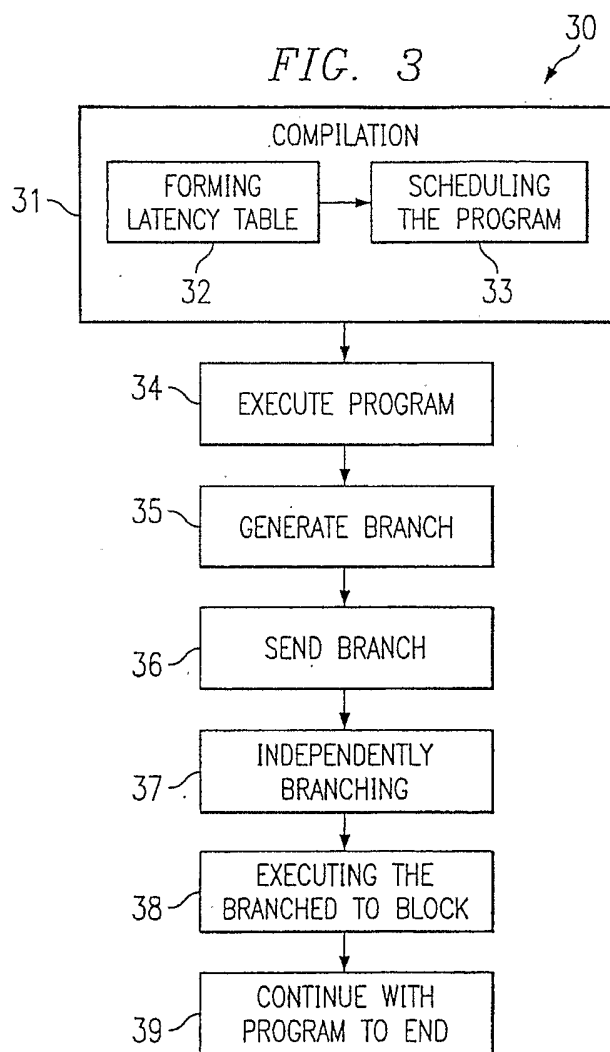 30
FIG. 3
COMPILATION
31
FORMING
LATENCY TABLE
SCHEDULING
THE PROGRAM
32
33
34
EXECUTE PROGRAM
35
GENERATE BRANCH
36
SEND BRANCH
37
INDEPENDENTLY
BRANCHING
38
EXECUTING THE
BRANCHED TO BLOCK
39
CONTINUE WITH
PROGRAM TO END